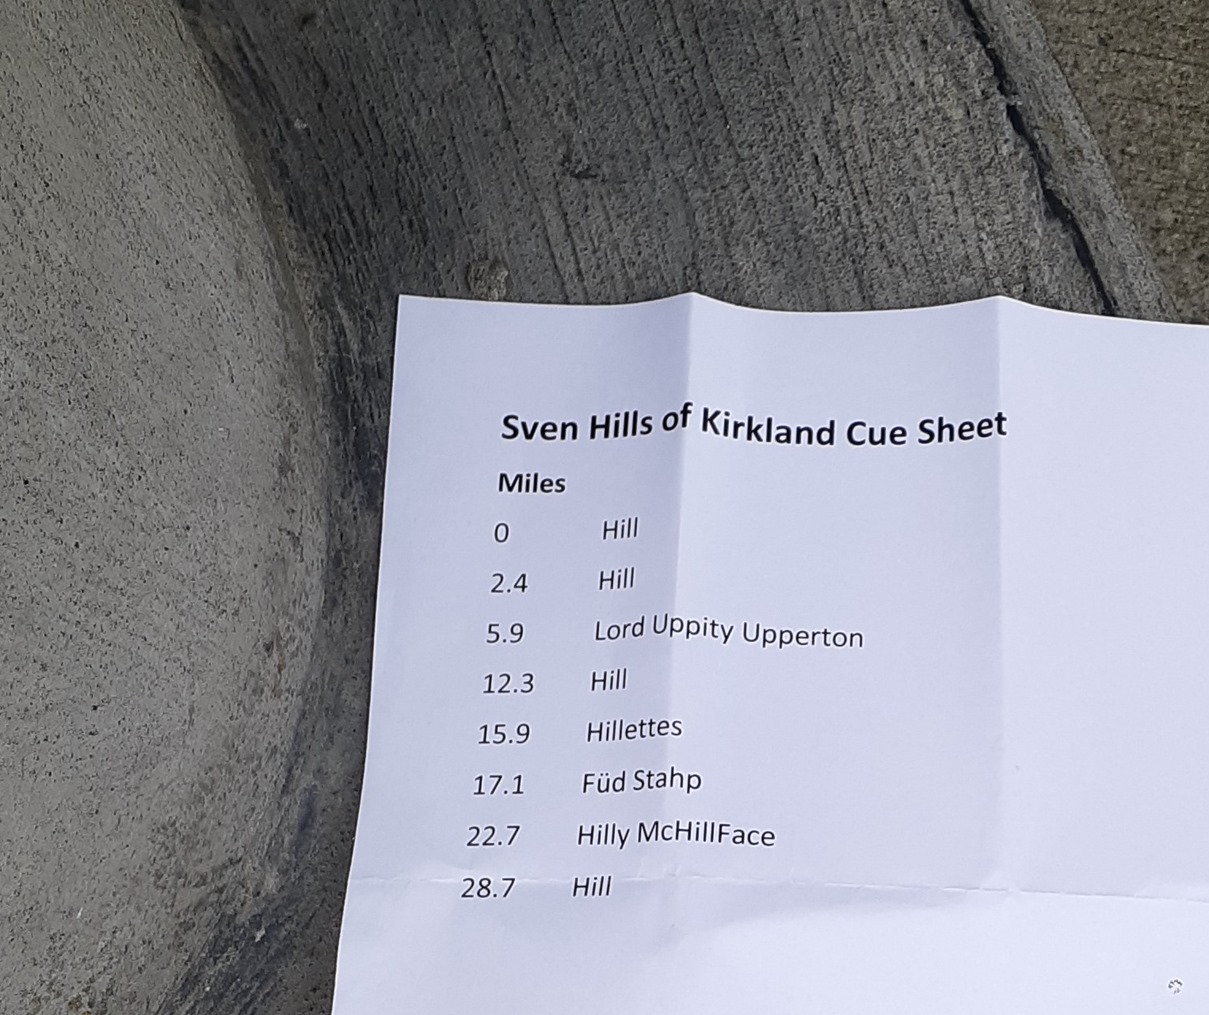 Sven Hills of Kirkland Cue Sheet
Miles
0 Hill
2.4 Hill
5.9 Lord Uppity Upperton
12.3 Hill
15.9 Hillettes
17.1 Füd Stahp
22.7 Hilly McHillFace
28.7 Hill